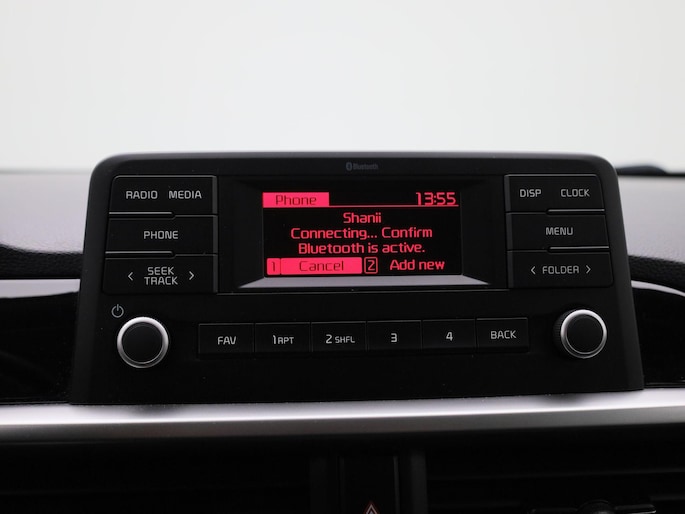 Bluetooth
RADIO MEDIA
PHONE
< SEEK TRACK >
Phone 13:55
Shanii
Connecting... Confirm
Bluetooth is active.
1 Cancel 2 Add new
DISP CLOCK
MENU
< FOLDER >
FAV 1 RPT 2 SHFL 3 4 BACK